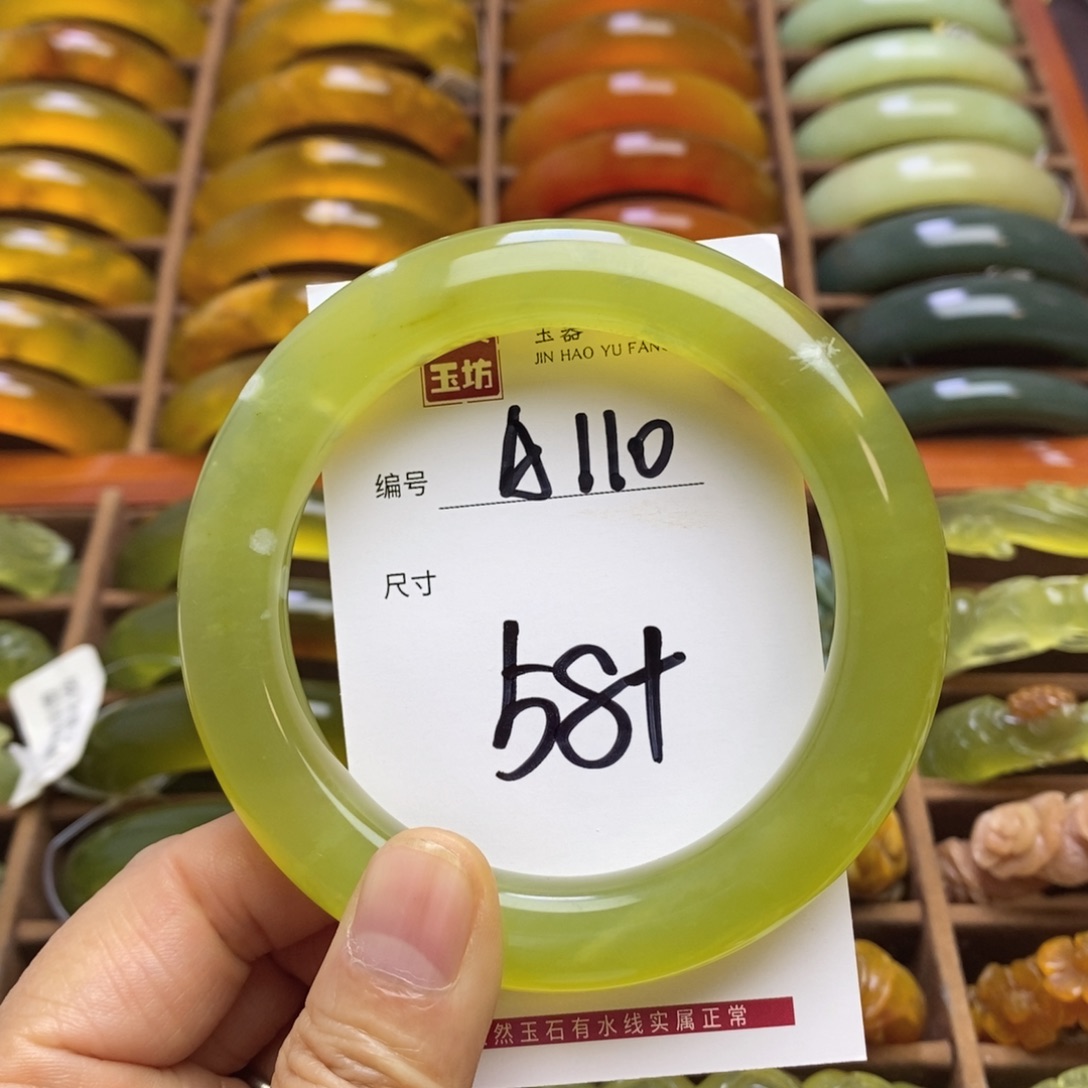 玉器
JIN HAO YU FANG
玉坊
编号 A110
尺寸
58+
然玉石有水线实属正常